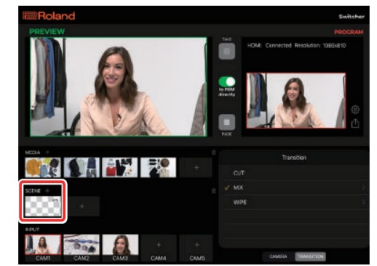 Roland
Switcher
PREVIEW
PROGRAM
TAKE
HDMI: Connected Resolution: 1080x810
to PGM
directly
FADE
MEDIA +
Transition
CUT
✓ MIX
SCENE +
WIPE
INPUT
CAM1 CAM2 CAM3 CAM4 CAM5
CAMERA TRANSITION